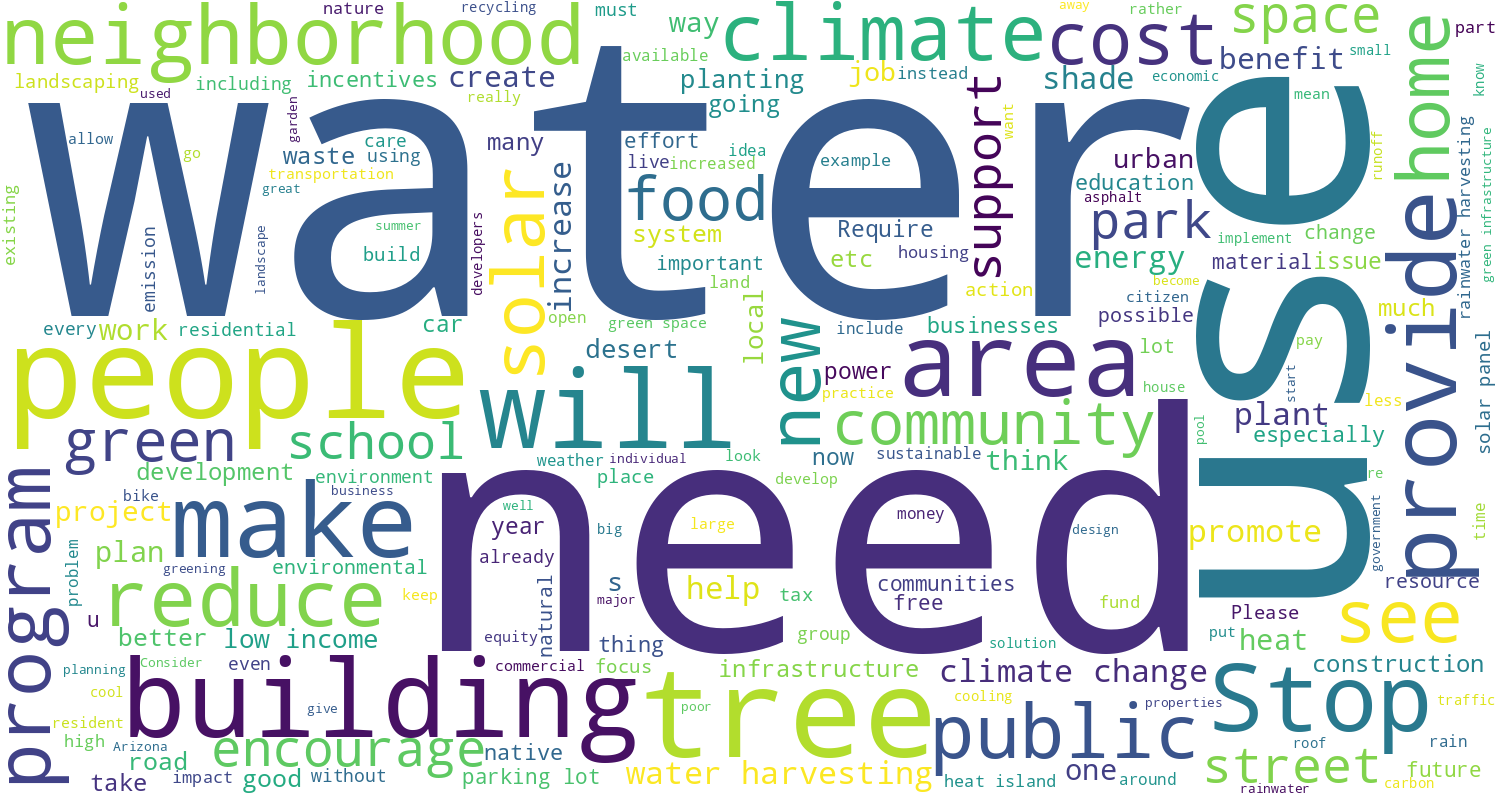 nature
recycling
must
away
rather
neighborhood
way
climate
cost
space
part
landscaping
including
incentives
create
available
planting
job
instead
shade
economic
benefit
small
used
really
going
support
mean
home
know
allow
garden
many
effort
want
water
go
care
waste
using
live
increased
idea
example
urban
use
runoff
rainwater harvesting
transportation
great
solar
increase
food
education
asphalt
provide
green infrastructure
existing
summer
system
Require
park
implement
change
emission
landscape
build
developers
important
etc
housing
energy
material
issue
land
action
become
citizen
much
every
work
residential
car
open
green space
local
include
businesses
possible
people
will
desert
new
power
area
lot
pay
start
practice
house
less
solar panel
green
school
community
plant
pool
especially
weather
individual
look
now
sustainable
think
development
environment
place
develop
re
program
bike
business
need
well
project
make
year
big
large
money
design
promote
government
time
plan
already
problem
greening
environmental
natural
s
help
communities
resource
reduce
keep
major
tax
free
fund
Please
see
u
equity
group
put
better
low income
thing
solution
heat
planning
Consider
even
building
commercial
focus
infrastructure
climate change
Stop
construction
cool
tree
cooling
properties
resident
give
poor
public
traffic
high
Arizona
encourage
native
roof
rain
road
street
future
take
impact
good
without
parking lot
water harvesting
heat island
one
around
rainwater
carbon